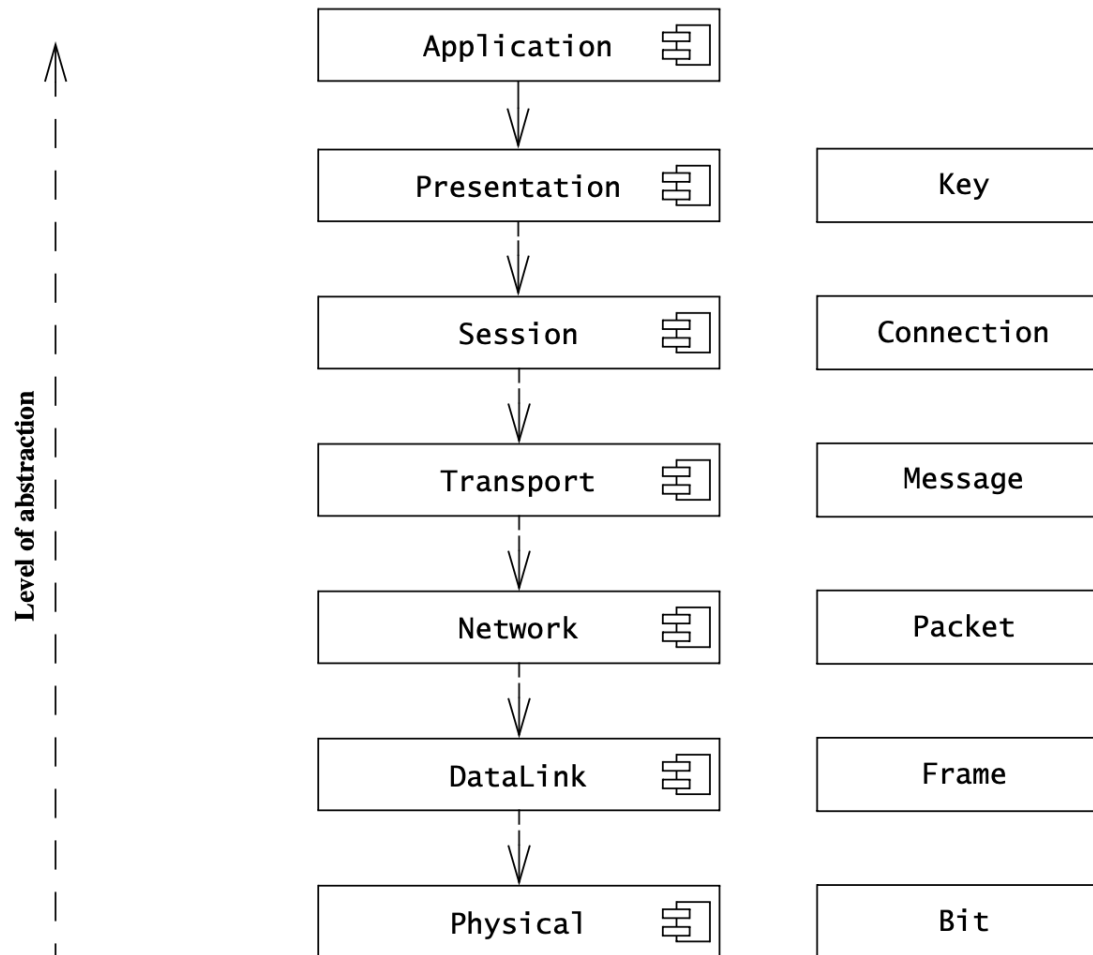 Application
Presentation
Key
Session
Connection
Transport
Message
Network
Packet
DataLink
Frame
Physical
Bit
Level of abstraction